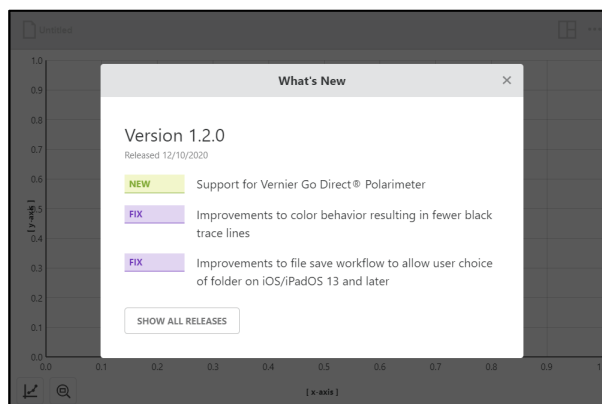 Untitled
What's New
Version 1.2.0
Released 12/10/2020
NEW Support for Vernier Go Direct® Polarimeter
FIX Improvements to color behavior resulting in fewer black
trace lines
FIX Improvements to file save workflow to allow user choice
of folder on iOS/iPadOS 13 and later
SHOW ALL RELEASES
1.0
0.9
0.8
0.7
0.6
0.5
0.4
0.3
0.2
0.1
0.0
[ y-axis ]
0.0 0.1 0.2 0.3 0.4 0.5 0.6 0.7 0.8 0.9
[ x-axis ]